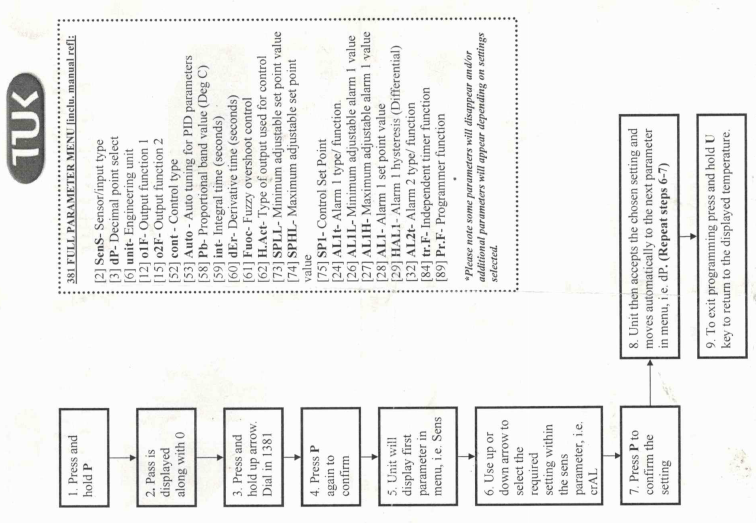 TUK
381 FULL PARAMETER MENU [inclu. manual ref]:
[2] SenS- Sensor/input type
[3] dP- Decimal point select
[6] unit- Engineering unit
[12] o1F- Output function 1
[15] o2F- Output function 2
[52] cont - Control type
[53] Auto - Auto tuning for PID parameters
[58] Pb- Proportional band value (Deg C)
[59] int- Integral time (seconds)
[60] dEr- Derivative time (seconds)
[61] Fuoc- Fuzzy overshoot control
[62] H.Act- Type of output used for control
[73] SPLL- Minimum adjustable set point value
[74] SPHL- Maximum adjustable set point
value
[75] SP1- Control Set Point
[24] AL1t- Alarm 1 type/ function
[26] A1L- Minimum adjustable alarm 1 value
[27] AL1H- Maximum adjustable alarm 1 value
[28] AL1- Alarm 1 set point value
[29] HAL1- Alarm 1 hysteresis (Differential)
[32] AL2t- Alarm 2 type/ function
[84] tr.F- Independent timer function
[89] Pr.F- Programmer function
*
*Please note some parameters will disappear and/or
additional parameters will appear depending on settings
selected.
1. Press and
hold P
2. Pass is
displayed
along with 0
3. Press and
hold up arrow.
Dial in 1381
4. Press P
again to
confirm
5. Unit will
display first
parameter in
menu, i.e. Sens
6. Use up or
down arrow to
select the
required
setting within
the sens
parameter, i.e.
crAL
7. Press P to
confirm the
setting
8. Unit then accepts the chosen setting and
moves automatically to the next parameter
in menu, i.e. dP. (Repeat steps 6-7)
9. To exit programming press and hold U
key to return to the displayed temperature.